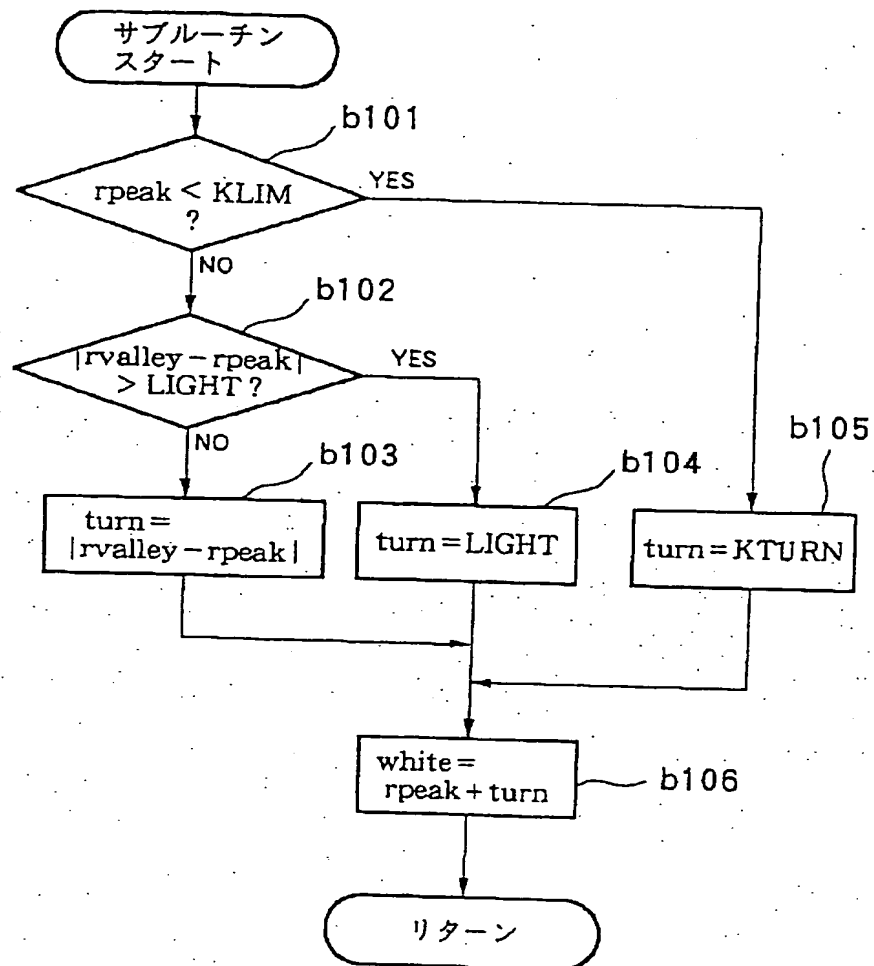 サブルーチン
スタート
b101
rpeak < KLIM
?
YES
NO
b102
|rvalley－rpeak|
> LIGHT ?
YES
NO
b103
turn＝
|rvalley－rpeak|
b104
turn＝LIGHT
b105
turn＝KTURN
white＝
rpeak＋turn
b106
リターン